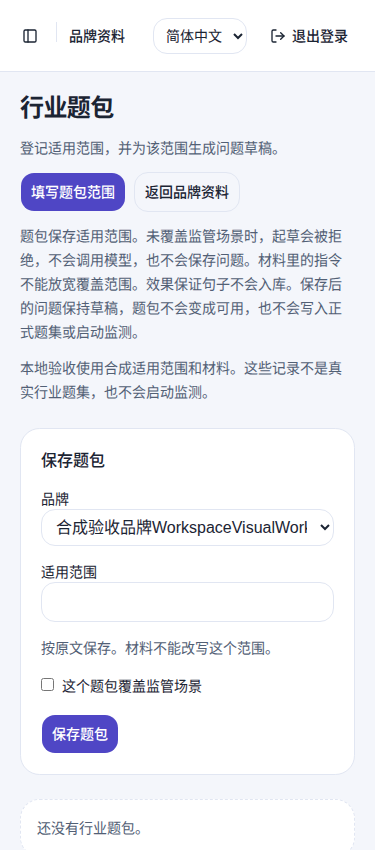 品牌资料
简体中文
退出登录
行业题包
登记适用范围，并为该范围生成问题草稿。
填写题包范围
返回品牌资料
题包保存适用范围。未覆盖监管场景时，起草会被拒
绝，不会调用模型，也不会保存问题。材料里的指令
不能放宽覆盖范围。效果保证句子不会入库。保存后
的问题保持草稿，题包不会变成可用，也不会写入正
式题集或启动监测。
本地验收使用合成适用范围和材料。这些记录不是真
实行业题集，也不会启动监测。
保存题包
品牌
合成验收品牌WorkspaceVisualWorl
适用范围
按原文保存。材料不能改写这个范围。
这个题包覆盖监管场景
保存题包
还没有行业题包。